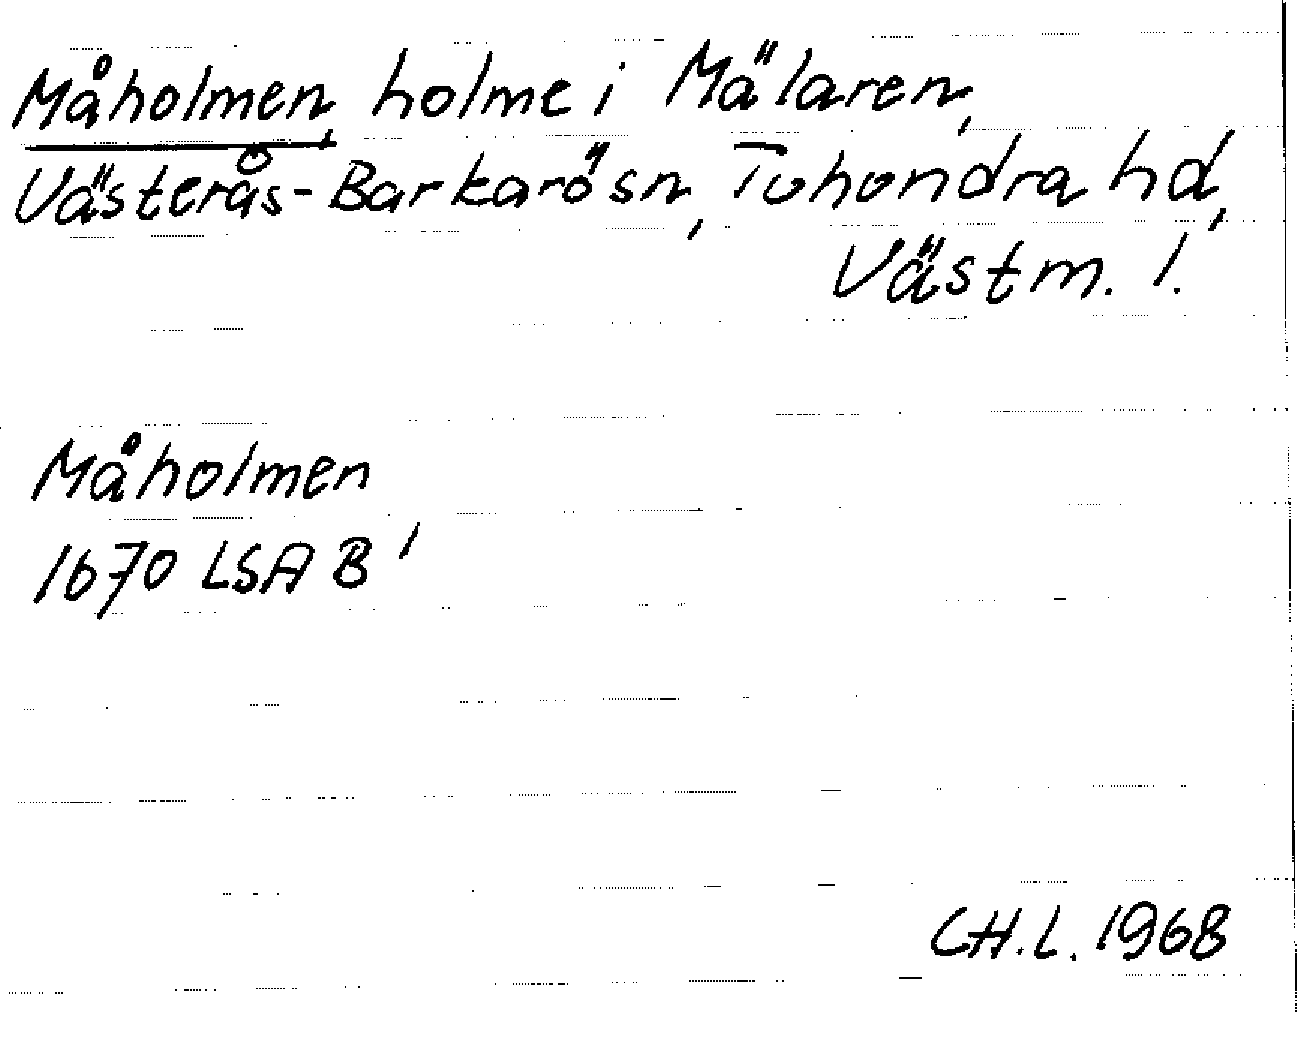 Måholmen, holme i Mälaren,
Västerås-Barkarö sn, Tuhundra hd,
Västm. l.
Måholmen
1670 LSA B'
CH.L. 1968